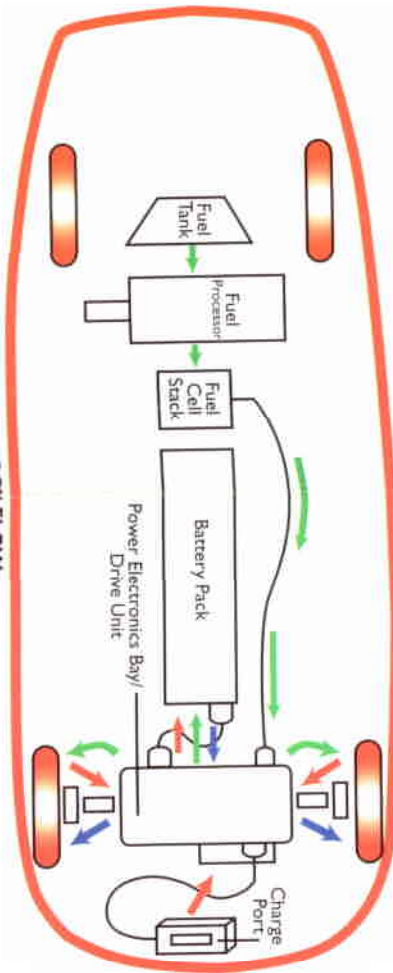 Fuel
Tank
Fuel
Processor
Fuel
Cell
Stack
Battery Pack
Power Electronics Bay/
Drive Unit
Charge
Port